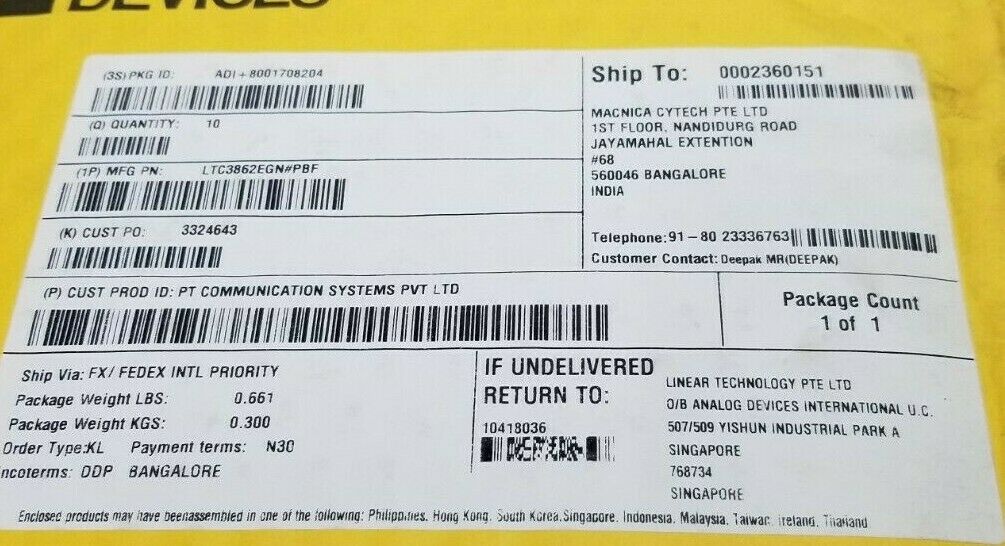 DEVICES
(3S) PKG ID: ADI+8001708204
(Q) QUANTITY: 10
(1P) MFG PN: LTC3862EGN#PBF
(K) CUST PO: 3324643
Ship To: 0002360151
MACNICA CYTECH PTE LTD
1ST FLOOR, NANDIDURG ROAD
JAYAMAHAL EXTENTION
#68
560046 BANGALORE
INDIA
Telephone:91-80 23336763
Customer Contact: Deepak MR(DEEPAK)
(P) CUST PROD ID: PT COMMUNICATION SYSTEMS PVT LTD
Package Count
1 of 1
Ship Via: FX/ FEDEX INTL PRIORITY
Package Weight LBS: 0.661
Package Weight KGS: 0.300
Order Type:KL Payment terms: N30
ncoterms: DDP BANGALORE
IF UNDELIVERED
RETURN TO:
10418036
LINEAR TECHNOLOGY PTE LTD
O/B ANALOG DEVICES INTERNATIONAL U.C.
507/509 YISHUN INDUSTRIAL PARK A
SINGAPORE
768734
SINGAPORE
Enclosed products may have beenassembled in one of the following: Philippines, Hong Kong, South Korea,Singapore, Indonesia, Malaysia, Taiwan, Ireland, Thailand